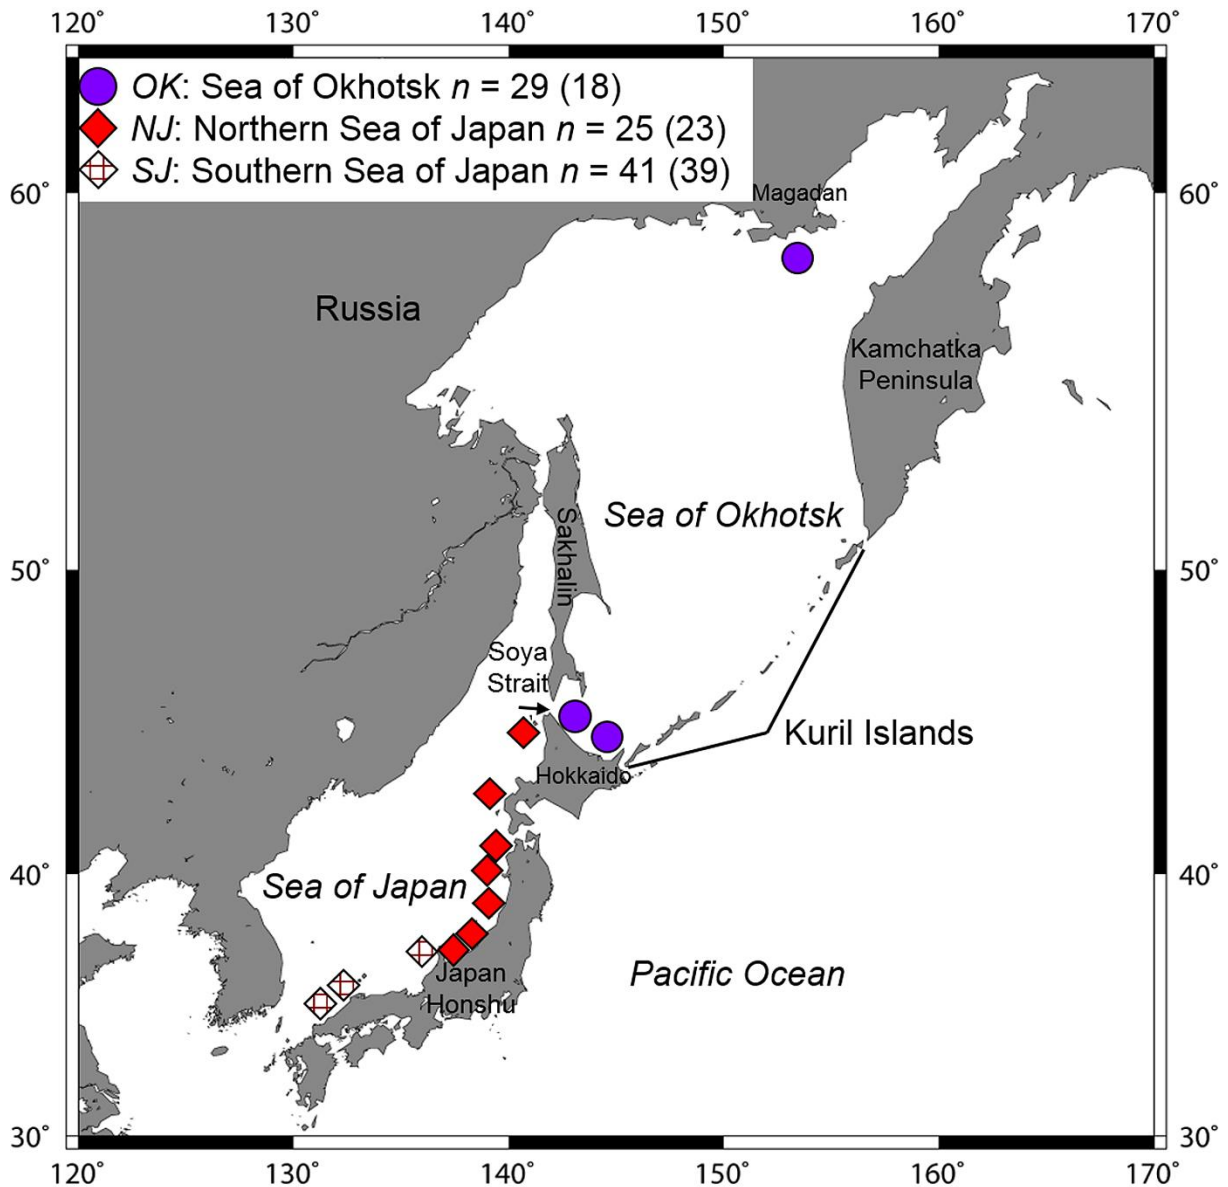 120° 130° 140° 150° 160° 170°
OK: Sea of Okhotsk n = 29 (18)
NJ: Northern Sea of Japan n = 25 (23)
SJ: Southern Sea of Japan n = 41 (39)
60° Magadan 60°
Russia
Kamchatka
Peninsula
Sea of Okhotsk
Sakhalin
50° 50°
Soya
Strait
Kuril Islands
Hokkaido
40° 40°
Sea of Japan
Japan
Honshu
Pacific Ocean
30° 30°
120° 130° 140° 150° 160° 170°